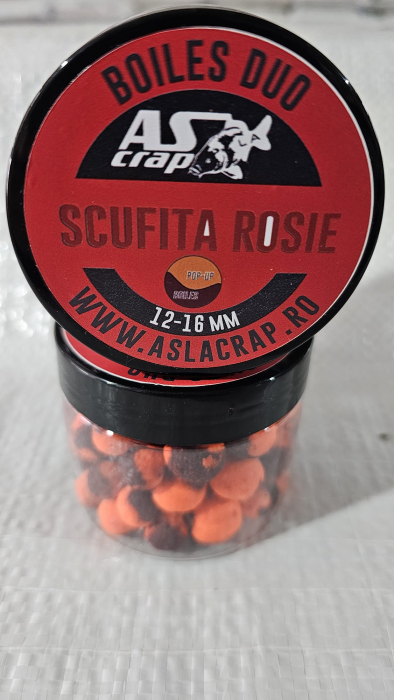 BOILES DUO
AS
crap
SCUFITA ROSIE
POP-UP
BOILES
12-16 MM
WWW.ASLACRAP.RO